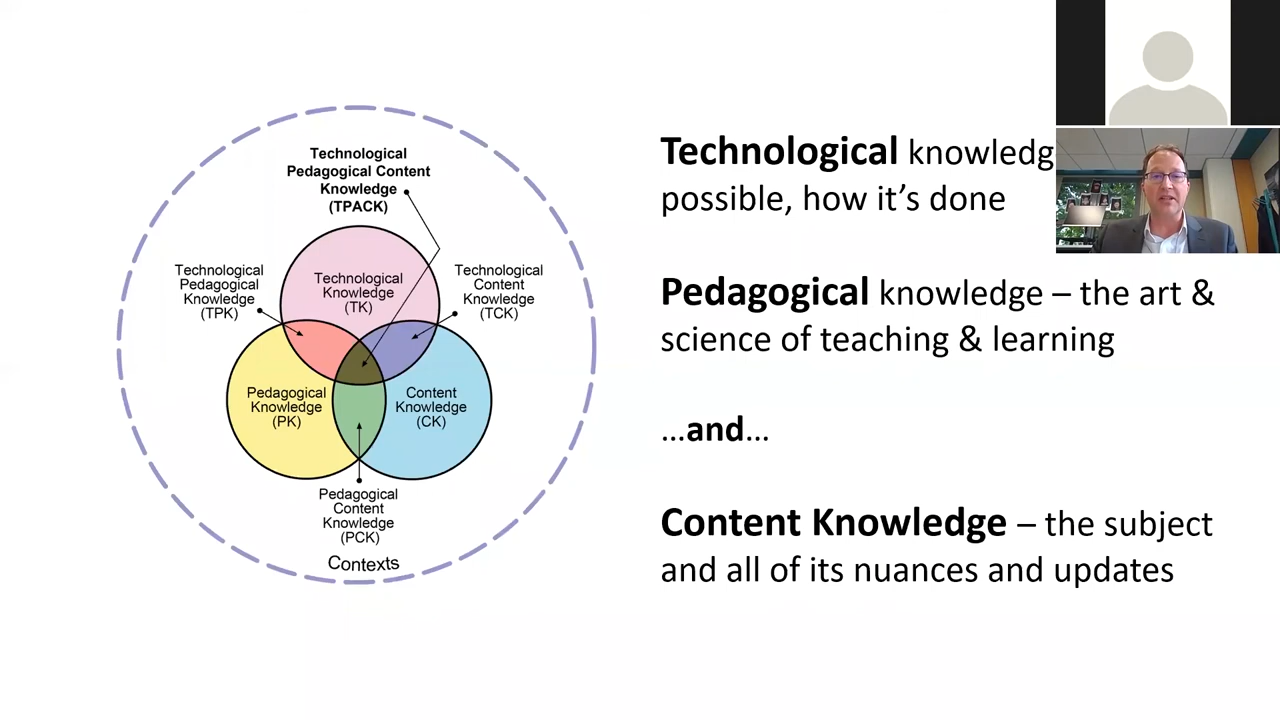 Technological
Pedagogical Content
Knowledge
(TPACK)
Technological
Pedagogical
Knowledge
(TPK)
Technological
Knowledge
(TK)
Technological
Content
Knowledge
(TCK)
Pedagogical
Knowledge
(PK)
Content
Knowledge
(CK)
Pedagogical
Content
Knowledge
(PCK)
Contexts
Technological knowledg
possible, how it’s done
Pedagogical knowledge – the art &
science of teaching & learning
...and...
Content Knowledge – the subject
and all of its nuances and updates